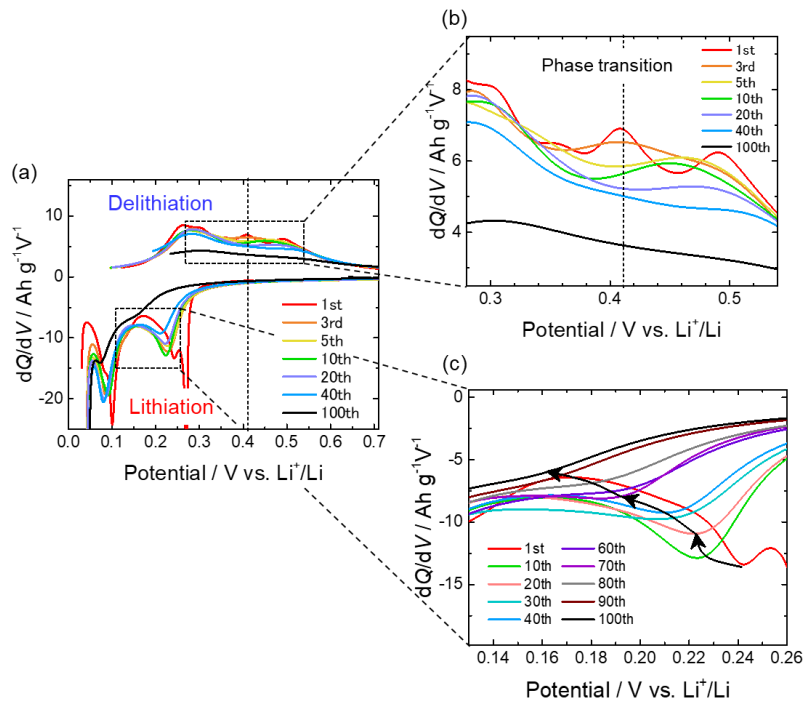 (a)
Delithiation
Lithiation
1st
3rd
5th
10th
20th
40th
100th
10
0
-10
-20
0.0 0.1 0.2 0.3 0.4 0.5 0.6 0.7
dQ/dV / Ah g⁻¹V⁻¹
Potential / V vs. Li⁺/Li
(b)
Phase transition
1st
3rd
5th
10th
20th
40th
100th
8
6
4
0.3 0.4 0.5
dQ/dV / Ah g⁻¹V⁻¹
Potential / V vs. Li⁺/Li
(c)
0
-5
-10
-15
1st 60th
10th 70th
20th 80th
30th 90th
40th 100th
0.14 0.16 0.18 0.20 0.22 0.24 0.26
dQ/dV / Ah g⁻¹V⁻¹
Potential / V vs. Li⁺/Li